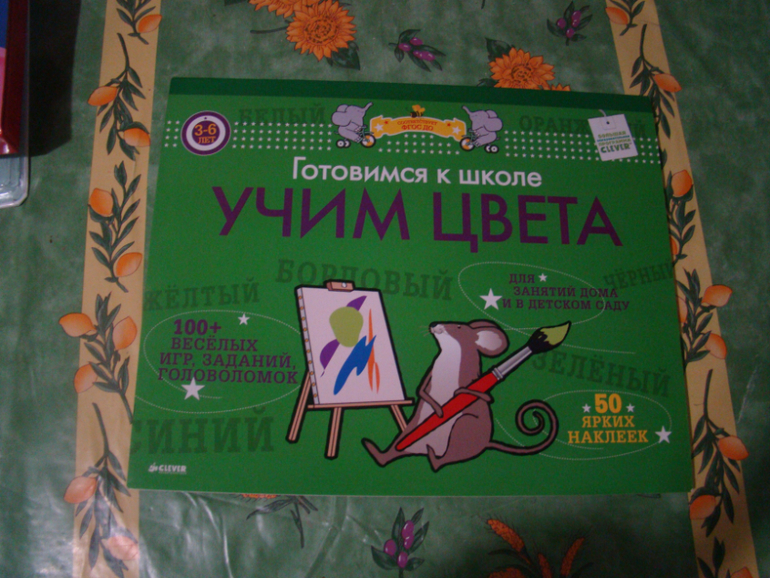 БЕЛЫЙ
ОРАНЖЕВЫЙ
3-6
ЛЕТ
ФГОС ДО
CLEVER
Готовимся к школе
УЧИМ ЦВЕТА
БОРДОВЫЙ
ЧЁРНЫЙ
ЖЁЛТЫЙ
ДЛЯ
ЗАНЯТИЙ ДОМА
И В ДЕТСКОМ САДУ
100+
ВЕСЁЛЫХ
ИГР, ЗАДАНИЙ,
ГОЛОВОЛОМОК
ЗЕЛЁНЫЙ
СИНИЙ
50
ЯРКИХ
НАКЛЕЕК
CLEVER